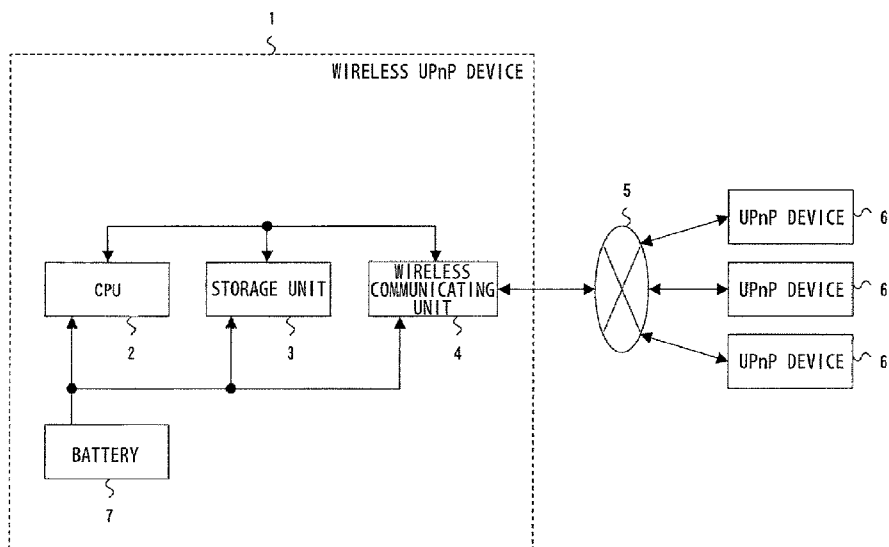 1
WIRELESS UPnP DEVICE
5
UPnP DEVICE
6
CPU
STORAGE UNIT
WIRELESS
COMMUNICATING
UNIT
UPnP DEVICE
6
2
3
4
UPnP DEVICE
6
BATTERY
7